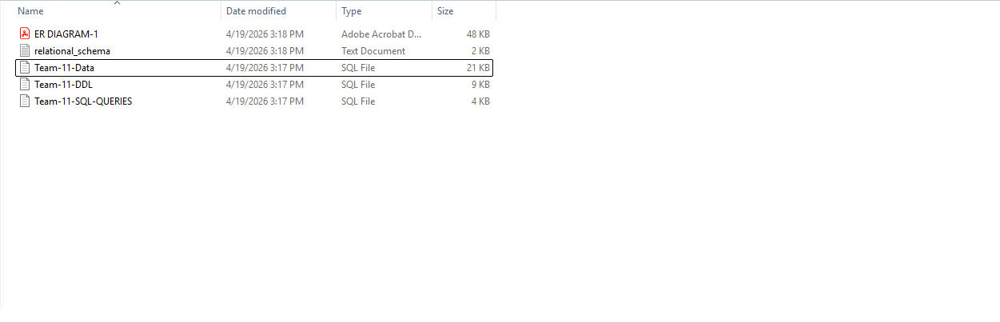 Name Date modified Type Size
ER DIAGRAM-1 4/19/2026 3:18 PM Adobe Acrobat D... 48 KB
relational_schema 4/19/2026 3:18 PM Text Document 2 KB
Team-11-Data 4/19/2026 3:17 PM SQL File 21 KB
Team-11-DDL 4/19/2026 3:17 PM SQL File 9 KB
Team-11-SQL-QUERIES 4/19/2026 3:17 PM SQL File 4 KB